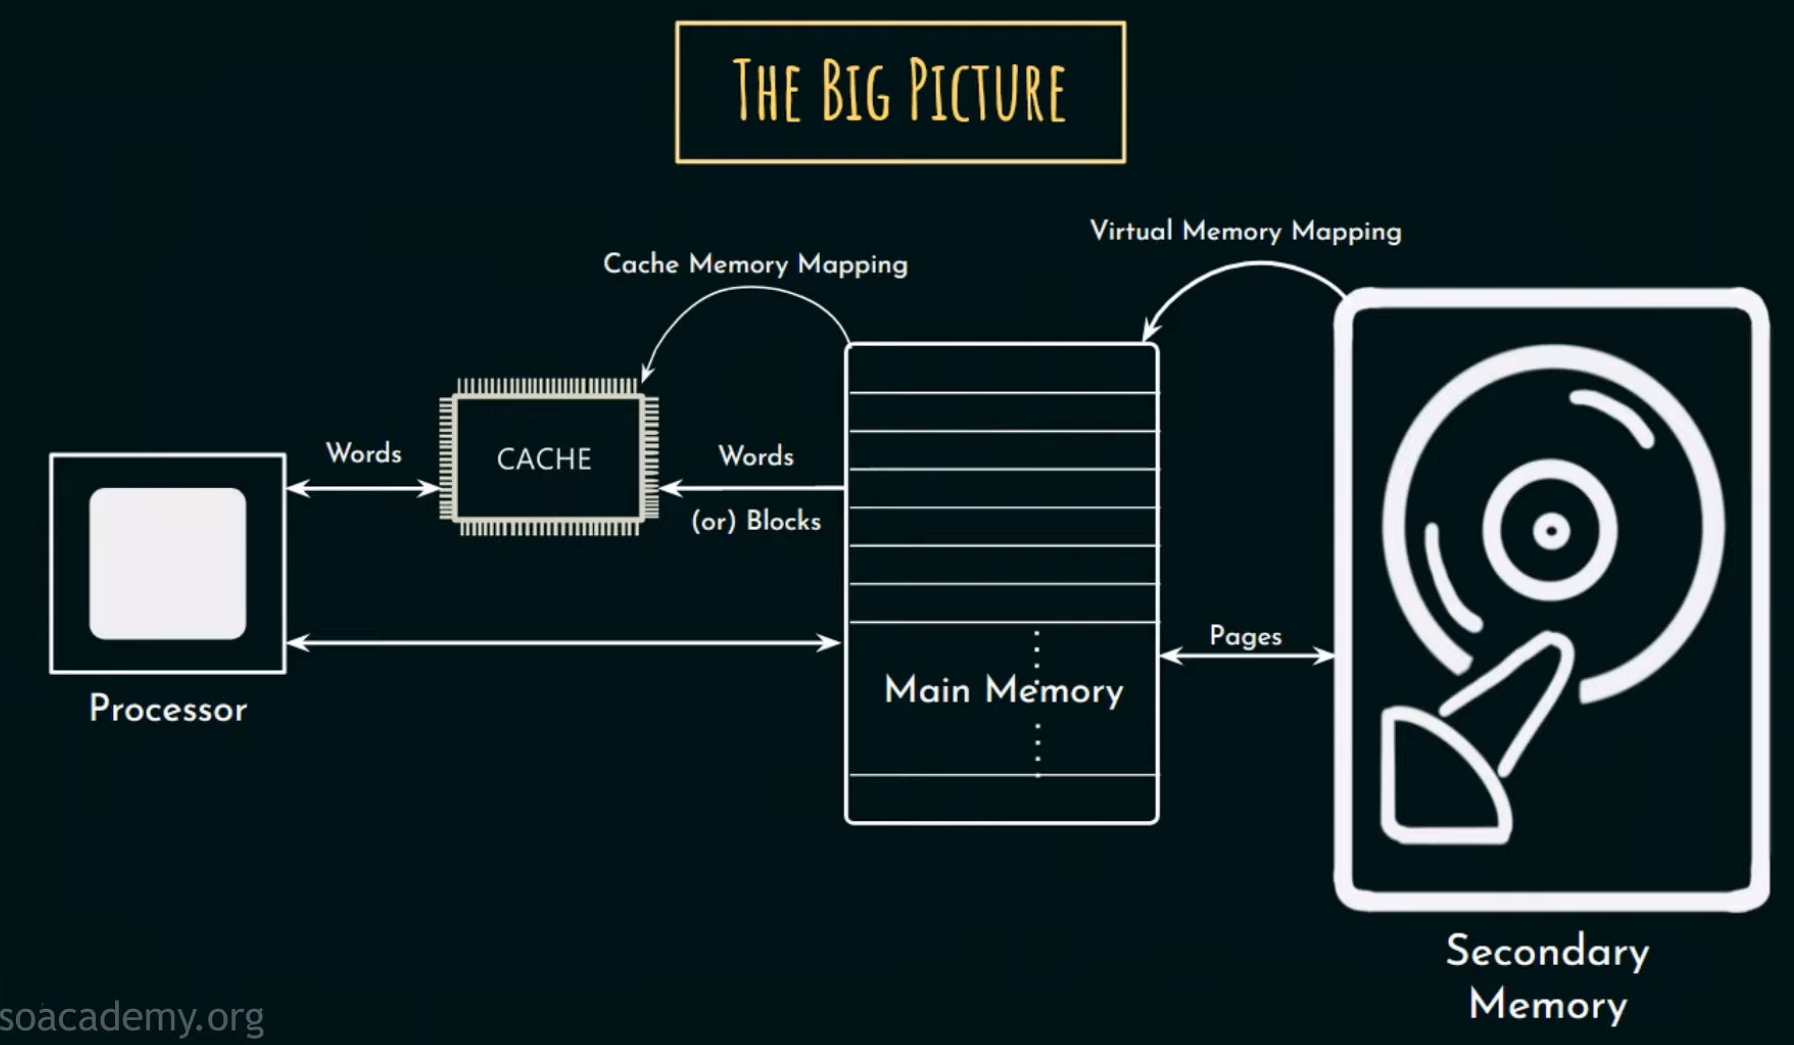 THE BIG PICTURE
Virtual Memory Mapping
Cache Memory Mapping
Words
CACHE
Words
(or) Blocks
Pages
Main Memory
Processor
Secondary
Memory
soacademy.org